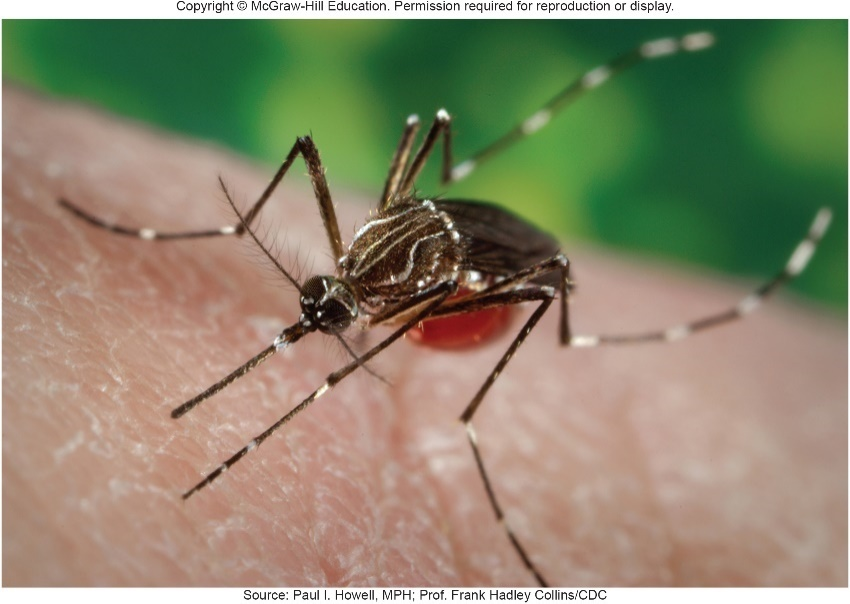 Copyright © McGraw-Hill Education. Permission required for reproduction or display.
Source: Paul I. Howell, MPH; Prof. Frank Hadley Collins/CDC